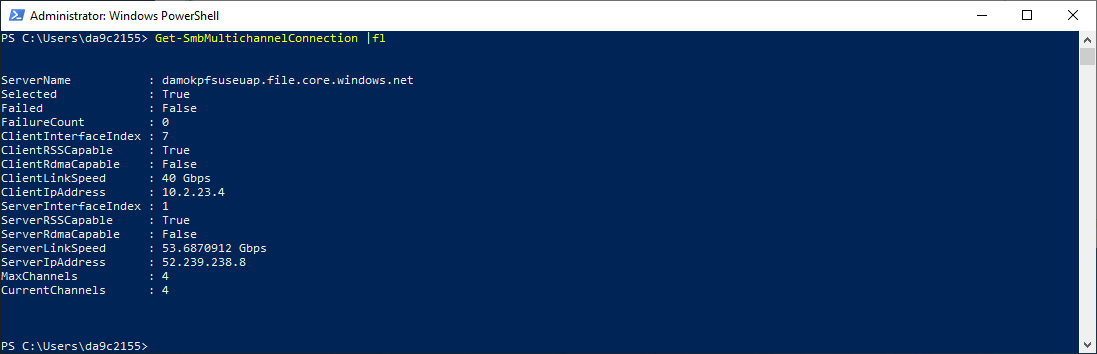 Administrator: Windows PowerShell
PS C:\Users\da9c2155> Get-SmbMultichannelConnection |fl
ServerName           : damokpfsuseuap.file.core.windows.net
Selected             : True
Failed               : False
FailureCount         : 0
ClientInterfaceIndex : 7
ClientRSSCapable     : True
ClientRdmaCapable    : False
ClientLinkSpeed      : 40 Gbps
ClientIpAddress      : 10.2.23.4
ServerInterfaceIndex : 1
ServerRSSCapable     : True
ServerRdmaCapable    : False
ServerLinkSpeed      : 53.6870912 Gbps
ServerIpAddress      : 52.239.238.8
MaxChannels          : 4
CurrentChannels      : 4
PS C:\Users\da9c2155>